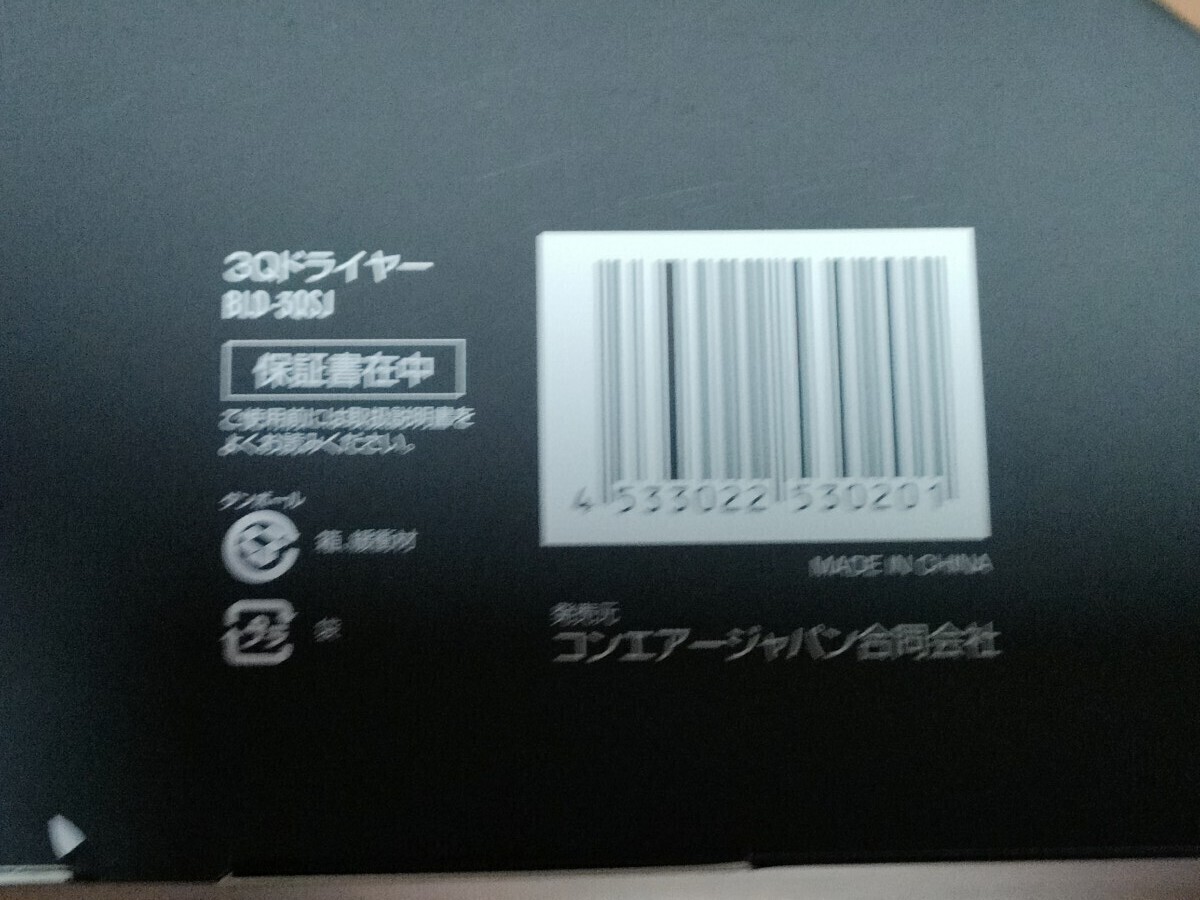 3Qドライヤー
BLD-3QSJ
保証書在中
ご使用前には取扱説明書を
よくお読みください。
ダンボール
箱、緩衝材
プラ
袋
4 533022 530201
MADE IN CHINA
発売元
コンエアージャパン合同会社